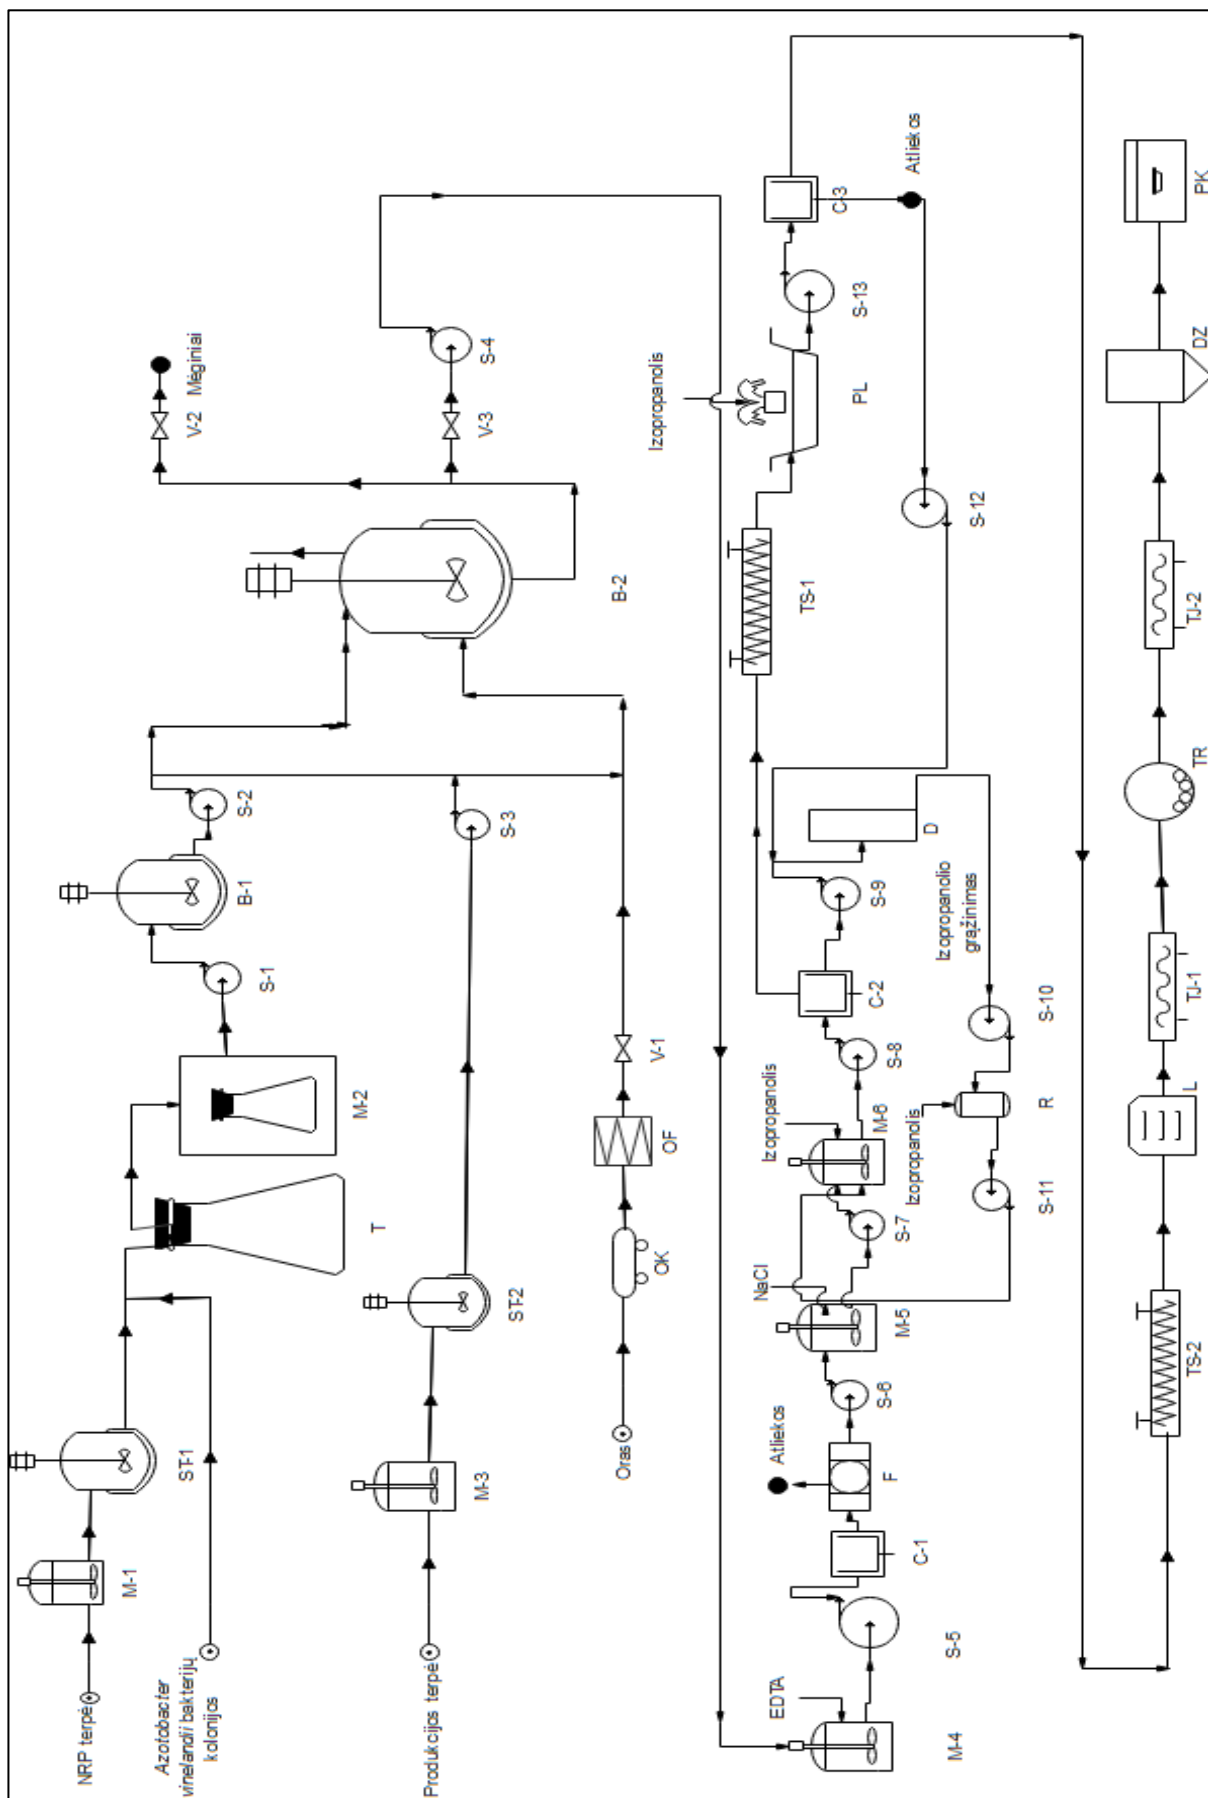 NRP terpė
M-1
ST-1
Azotobacter
vinelandii bakterijų
kolonijos
T
M-2
S-1
B-1
S-2
Produkcijos terpė
M-3
ST-2
S-3
Oras
OK
OF
V-1
B-2
V-2
Mėginiai
V-3
S-4
EDTA
M-4
S-5
C-1
F
Atliekos
S-6
NaCl
M-5
S-7
Izopropanolis
M-6
S-8
C-2
S-9
D
Izopropanolio
grąžinimas
S-10
R
Izopropanolis
S-11
TS-1
Izopropanolis
PL
S-13
C-3
Atliekos
S-12
TS-2
L
TJ-1
TR
TJ-2
DZ
PK